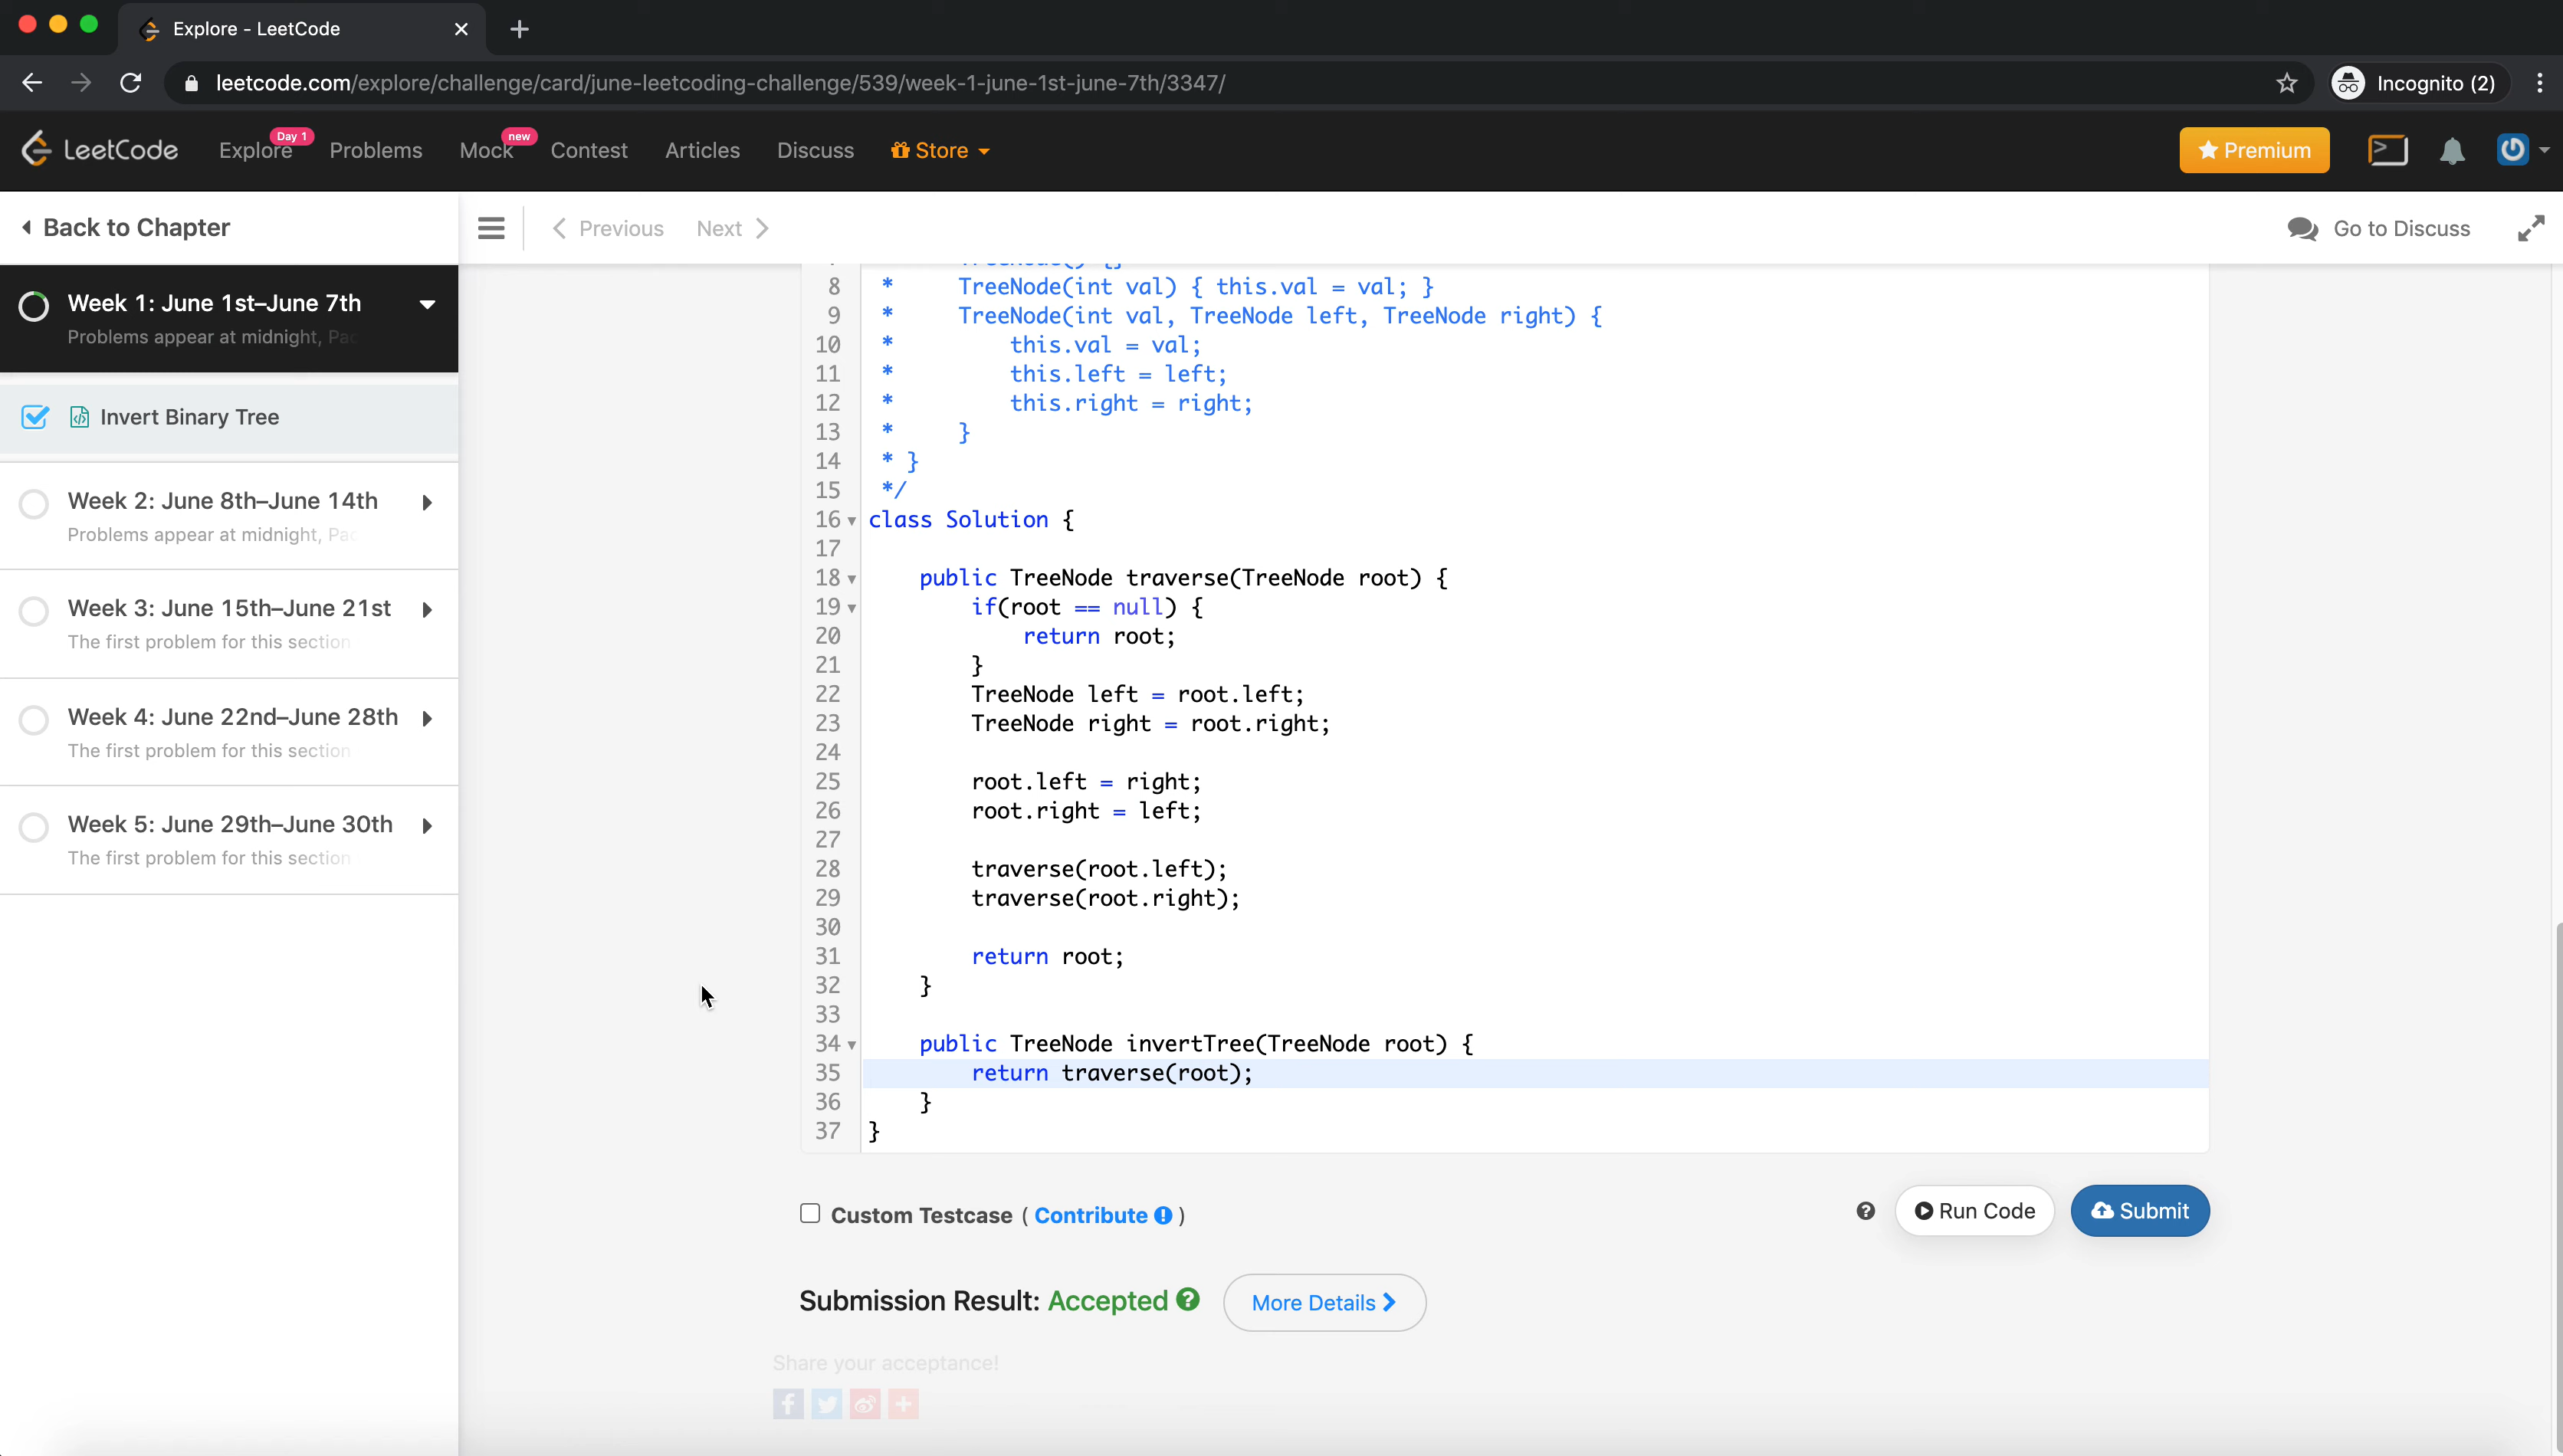 Explore - LeetCode
leetcode.com/explore/challenge/card/june-leetcoding-challenge/539/week-1-june-1st-june-7th/3347/
Incognito (2)
LeetCode
Explore Day 1
Problems
Mock new
Contest
Articles
Discuss
Store
Premium
Back to Chapter
Previous
Next
Go to Discuss
Week 1: June 1st–June 7th
Problems appear at midnight,
Invert Binary Tree
Week 2: June 8th–June 14th
Problems appear at midnight,
Week 3: June 15th–June 21st
The first problem for this section
Week 4: June 22nd–June 28th
The first problem for this section
Week 5: June 29th–June 30th
The first problem for this section
8 * TreeNode(int val) { this.val = val; }
9 * TreeNode(int val, TreeNode left, TreeNode right) {
10 * this.val = val;
11 * this.left = left;
12 * this.right = right;
13 * }
14 * }
15 */
16 class Solution {
17
18 public TreeNode traverse(TreeNode root) {
19 if(root == null) {
20 return root;
21 }
22 TreeNode left = root.left;
23 TreeNode right = root.right;
24
25 root.left = right;
26 root.right = left;
27
28 traverse(root.left);
29 traverse(root.right);
30
31 return root;
32 }
33
34 public TreeNode invertTree(TreeNode root) {
35 return traverse(root);
36 }
37 }
Custom Testcase ( Contribute )
Run Code
Submit
Submission Result: Accepted
More Details
Share your acceptance!